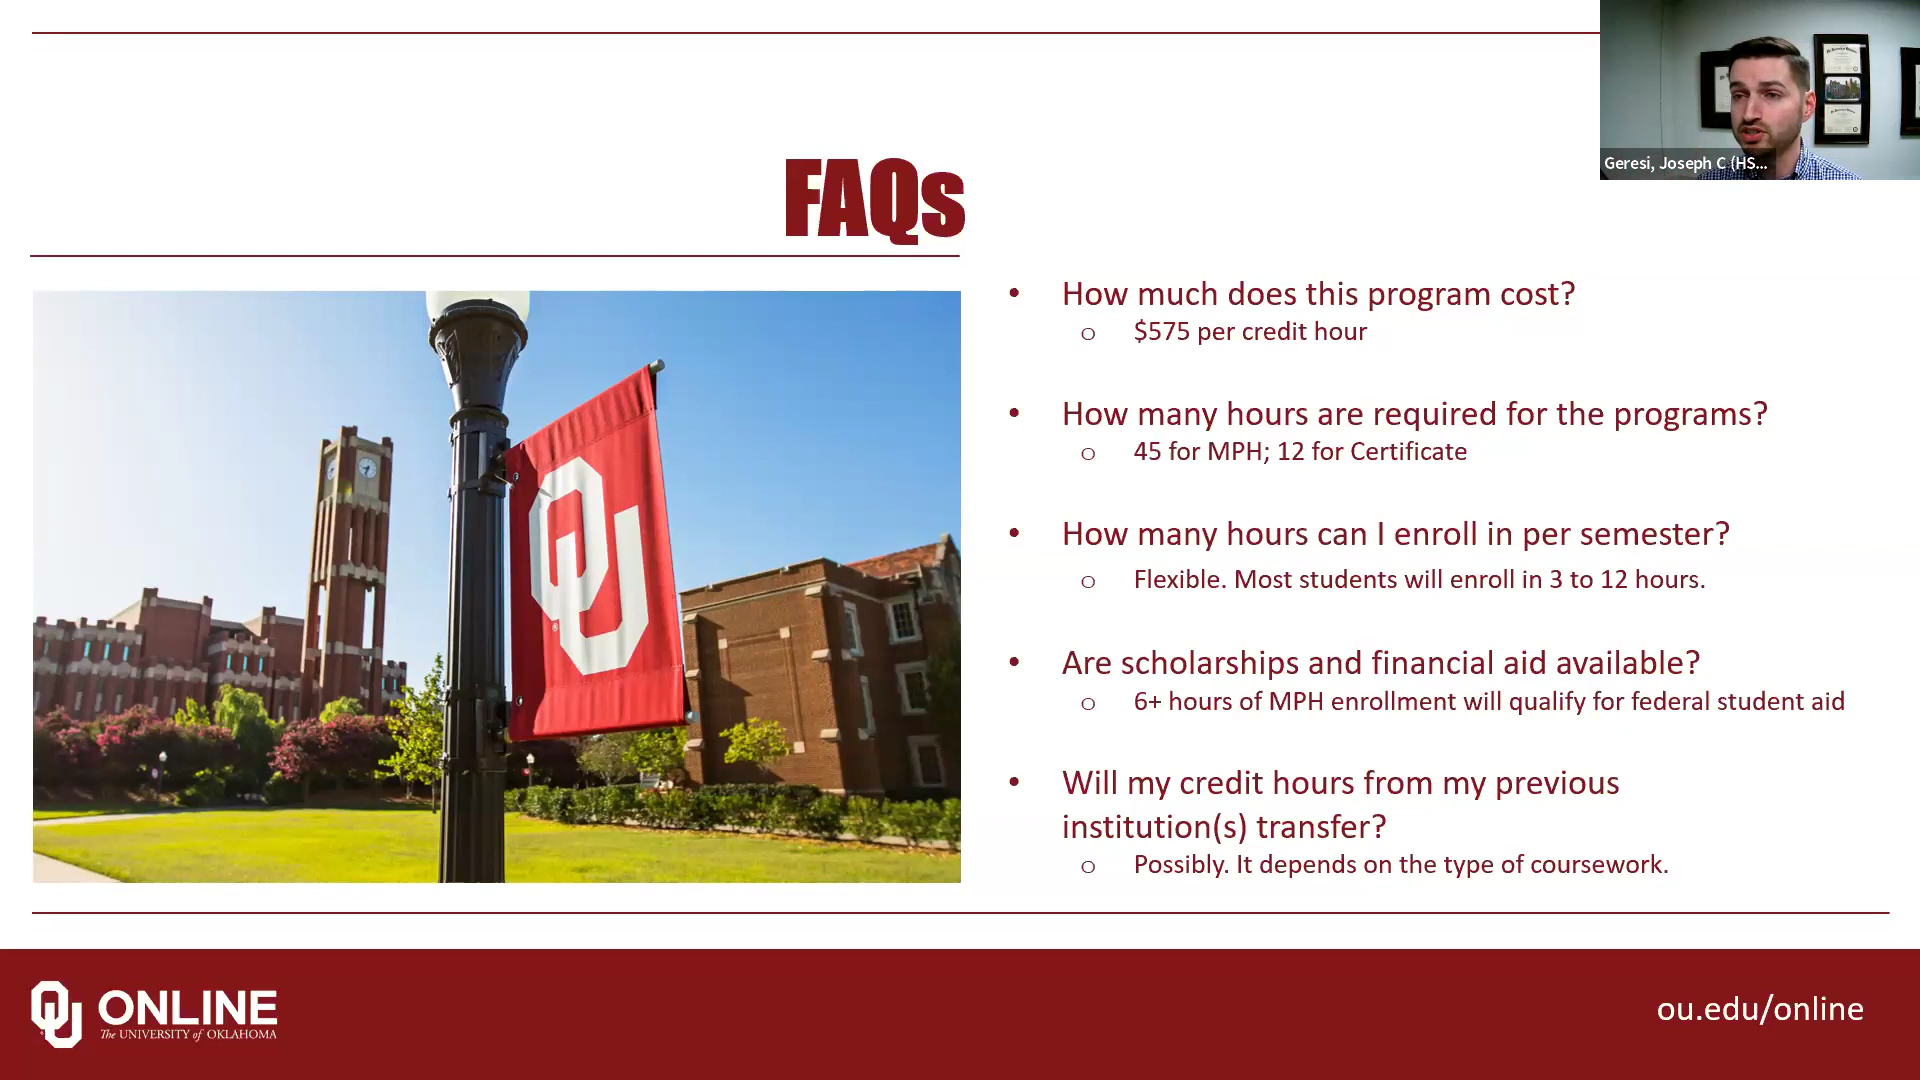 Geresi, Joseph C (HS...
FAQs
• How much does this program cost?
o $575 per credit hour
• How many hours are required for the programs?
o 45 for MPH; 12 for Certificate
• How many hours can I enroll in per semester?
o Flexible. Most students will enroll in 3 to 12 hours.
• Are scholarships and financial aid available?
o 6+ hours of MPH enrollment will qualify for federal student aid
• Will my credit hours from my previous
institution(s) transfer?
o Possibly. It depends on the type of coursework.
OU
OU ONLINE
The UNIVERSITY of OKLAHOMA
ou.edu/online